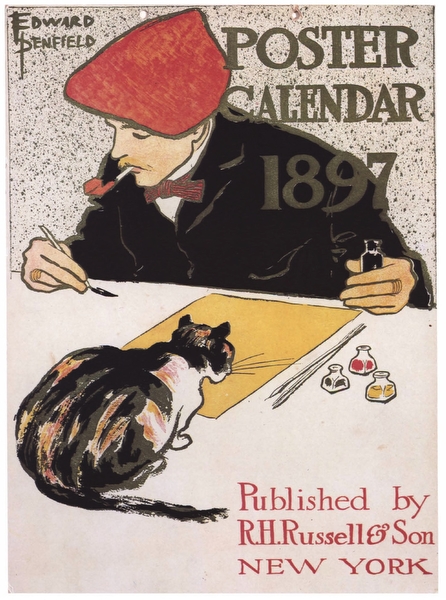 EDWARD
PENFIELD
POSTER
CALENDAR
1897
Published by
R.H.Russell & Son
NEW YORK